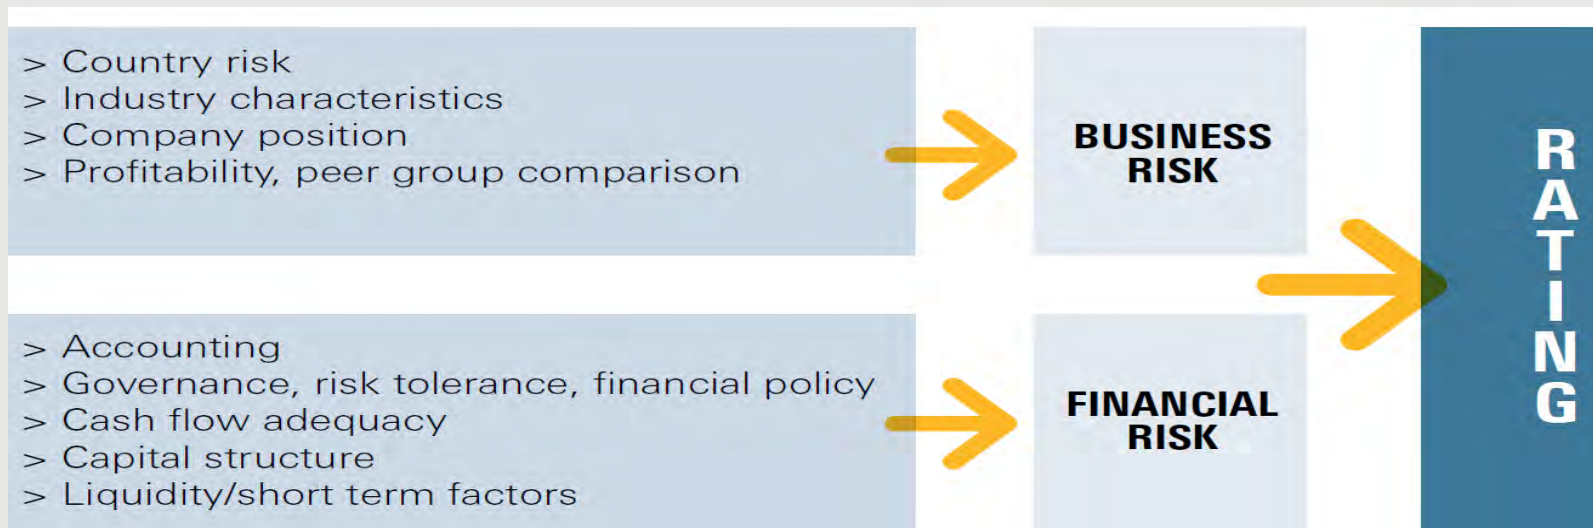 > Country risk
> Industry characteristics
> Company position
> Profitability, peer group comparison
BUSINESS
RISK
> Accounting
> Governance, risk tolerance, financial policy
> Cash flow adequacy
> Capital structure
> Liquidity/short term factors
FINANCIAL
RISK
RATING